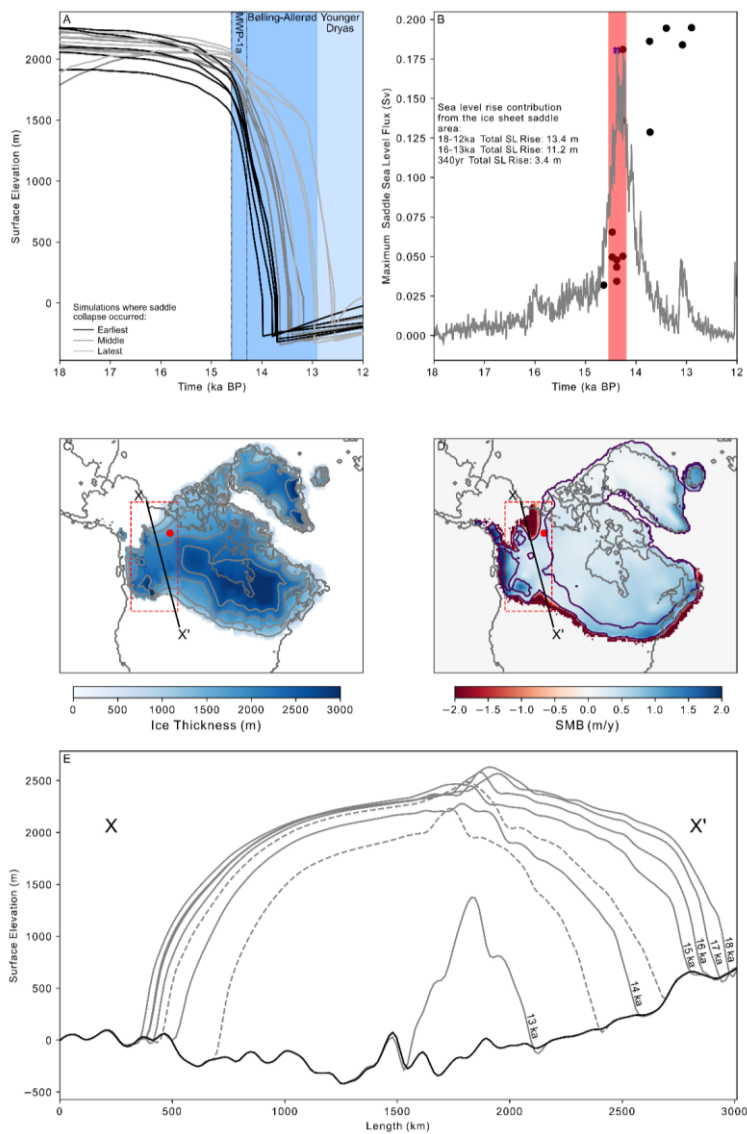 A
MWP-1a
Bølling-Allerød
Younger
Dryas
2000
1500
1000
500
0
Surface Elevation (m)
Simulations where saddle
collapse occurred:
Earliest
Middle
Latest
18 17 16 15 14 13 12
Time (ka BP)
B
0.200
0.175
0.150
0.125
0.100
0.075
0.050
0.025
0.000
Maximum Saddle Sea Level Flux (Sv)
Sea level rise contribution
from the ice sheet saddle
area:
18-12ka Total SL Rise: 13.4 m
16-13ka Total SL Rise: 11.2 m
340yr Total SL Rise: 3.4 m
18 17 16 15 14 13 12
Time (ka BP)
C
X
X'
0 500 1000 1500 2000 2500 3000
Ice Thickness (m)
D
X
X'
−2.0 −1.5 −1.0 −0.5 0.0 0.5 1.0 1.5 2.0
SMB (m/y)
E
X
X'
2500
2000
1500
1000
500
0
−500
Surface Elevation (m)
13 ka
14 ka
15 ka
16 ka
17 ka
18 ka
0 500 1000 1500 2000 2500 3000
Length (km)